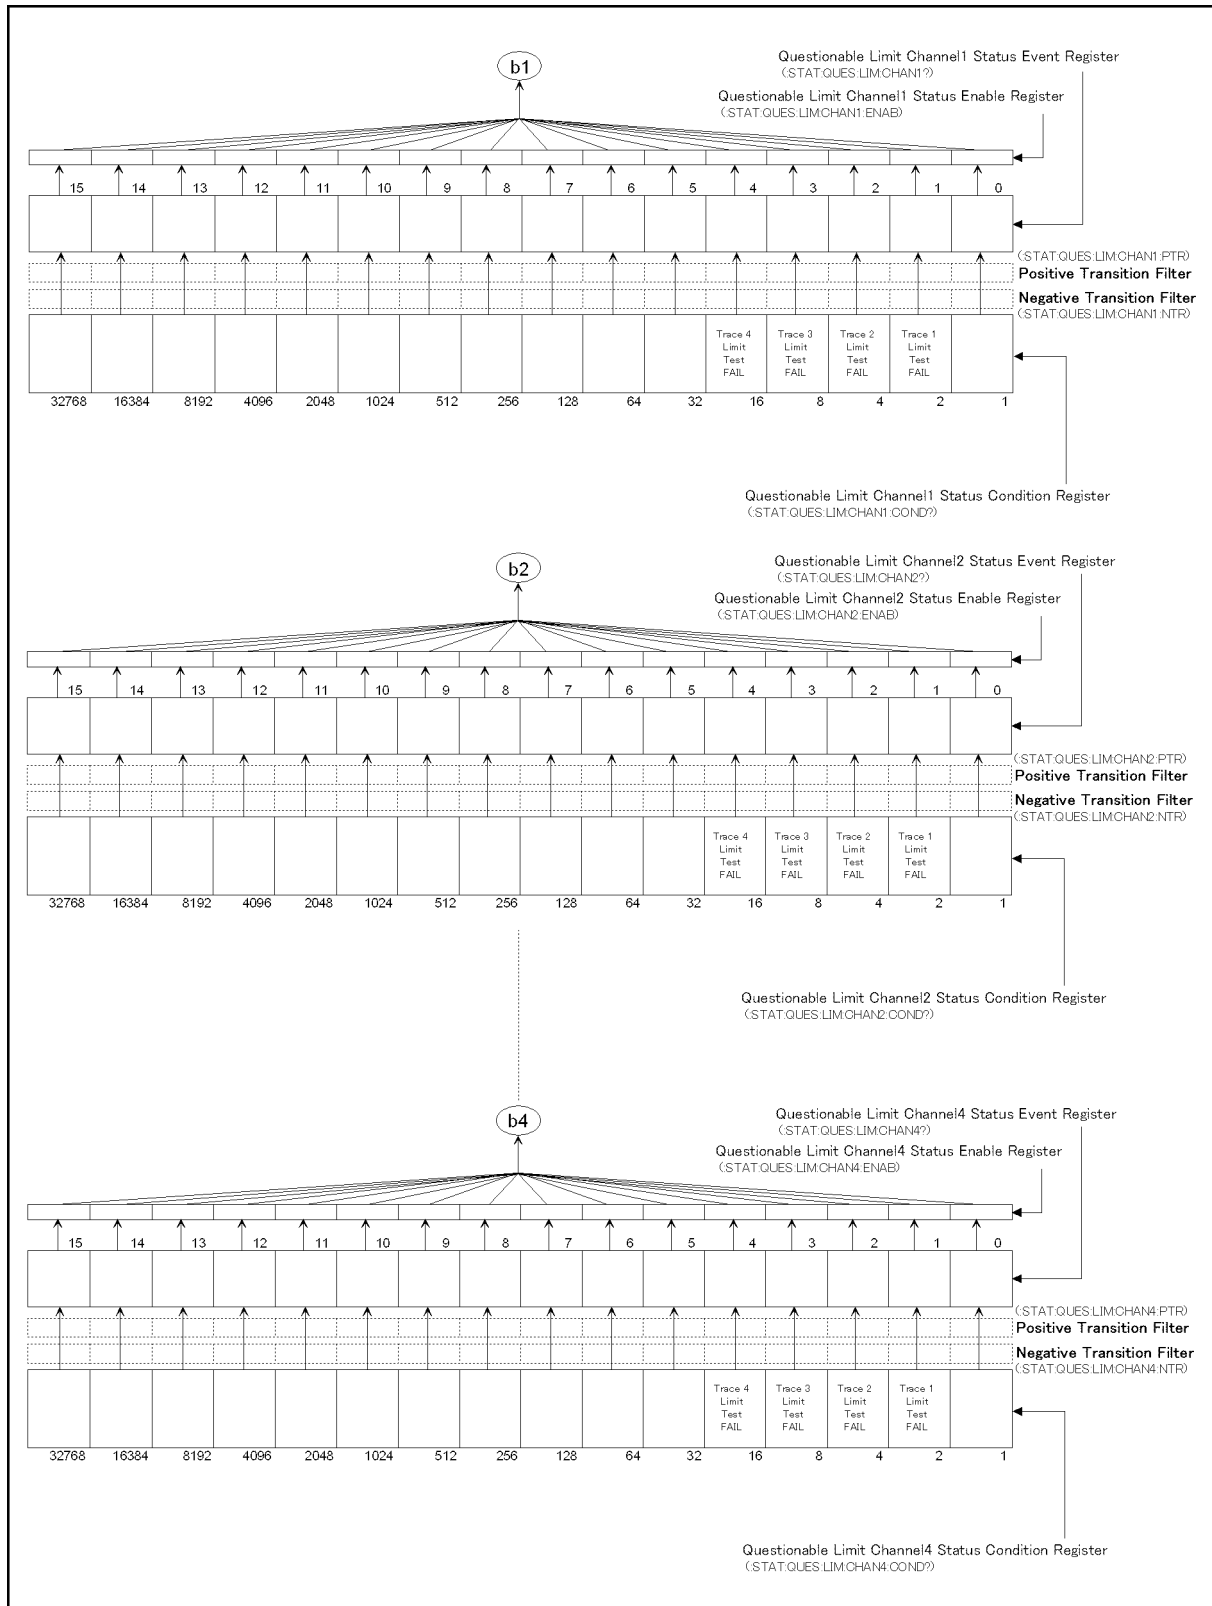 b1
Questionable Limit Channel1 Status Event Register
(:STAT:QUES:LIM:CHAN1?)
Questionable Limit Channel1 Status Enable Register
(:STAT:QUES:LIM:CHAN1:ENAB)
15 14 13 12 11 10 9 8 7 6 5 4 3 2 1 0
(:STAT:QUES:LIM:CHAN1:PTR)
Positive Transition Filter
Negative Transition Filter
(:STAT:QUES:LIM:CHAN1:NTR)
Trace 4 Trace 3 Trace 2 Trace 1
Limit Limit Limit Limit
Test Test Test Test
FAIL FAIL FAIL FAIL
32768 16384 8192 4096 2048 1024 512 256 128 64 32 16 8 4 2 1
Questionable Limit Channel1 Status Condition Register
(:STAT:QUES:LIM:CHAN1:COND?)
b2
Questionable Limit Channel2 Status Event Register
(:STAT:QUES:LIM:CHAN2?)
Questionable Limit Channel2 Status Enable Register
(:STAT:QUES:LIM:CHAN2:ENAB)
15 14 13 12 11 10 9 8 7 6 5 4 3 2 1 0
(:STAT:QUES:LIM:CHAN2:PTR)
Positive Transition Filter
Negative Transition Filter
(:STAT:QUES:LIM:CHAN2:NTR)
Trace 4 Trace 3 Trace 2 Trace 1
Limit Limit Limit Limit
Test Test Test Test
FAIL FAIL FAIL FAIL
32768 16384 8192 4096 2048 1024 512 256 128 64 32 16 8 4 2 1
Questionable Limit Channel2 Status Condition Register
(:STAT:QUES:LIM:CHAN2:COND?)
b4
Questionable Limit Channel4 Status Event Register
(:STAT:QUES:LIM:CHAN4?)
Questionable Limit Channel4 Status Enable Register
(:STAT:QUES:LIM:CHAN4:ENAB)
15 14 13 12 11 10 9 8 7 6 5 4 3 2 1 0
(:STAT:QUES:LIM:CHAN4:PTR)
Positive Transition Filter
Negative Transition Filter
(:STAT:QUES:LIM:CHAN4:NTR)
Trace 4 Trace 3 Trace 2 Trace 1
Limit Limit Limit Limit
Test Test Test Test
FAIL FAIL FAIL FAIL
32768 16384 8192 4096 2048 1024 512 256 128 64 32 16 8 4 2 1
Questionable Limit Channel4 Status Condition Register
(:STAT:QUES:LIM:CHAN4:COND?)